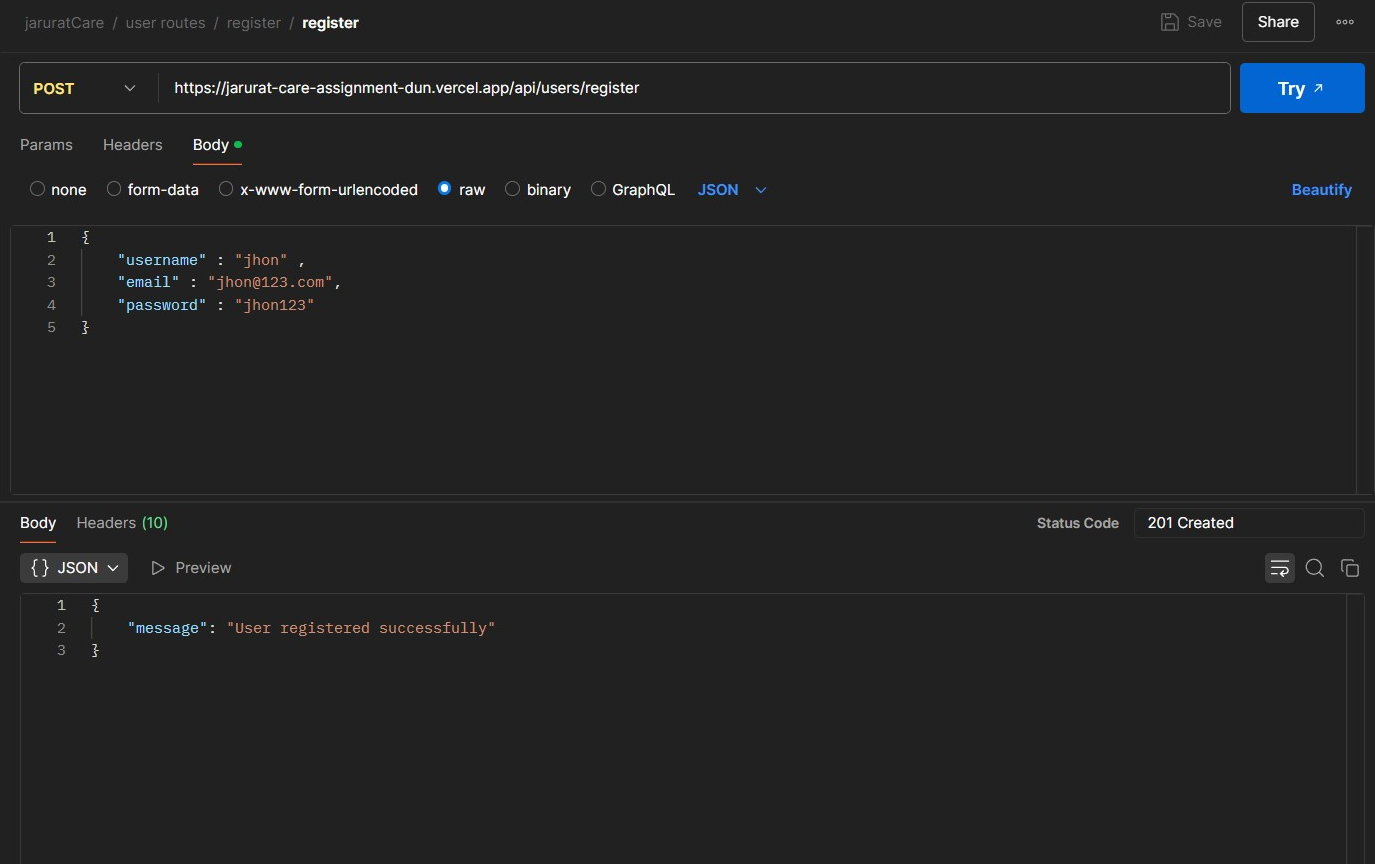 jaruratCare / user routes / register / register
Save Share
POST https://jarurat-care-assignment-dun.vercel.app/api/users/register Try
Params Headers Body
none form-data x-www-form-urlencoded raw binary GraphQL JSON Beautify
1 {
2 "username" : "jhon" ,
3 "email" : "jhon@123.com",
4 "password" : "jhon123"
5 }
Body Headers (10) Status Code 201 Created
{} JSON Preview
1 {
2 "message": "User registered successfully"
3 }